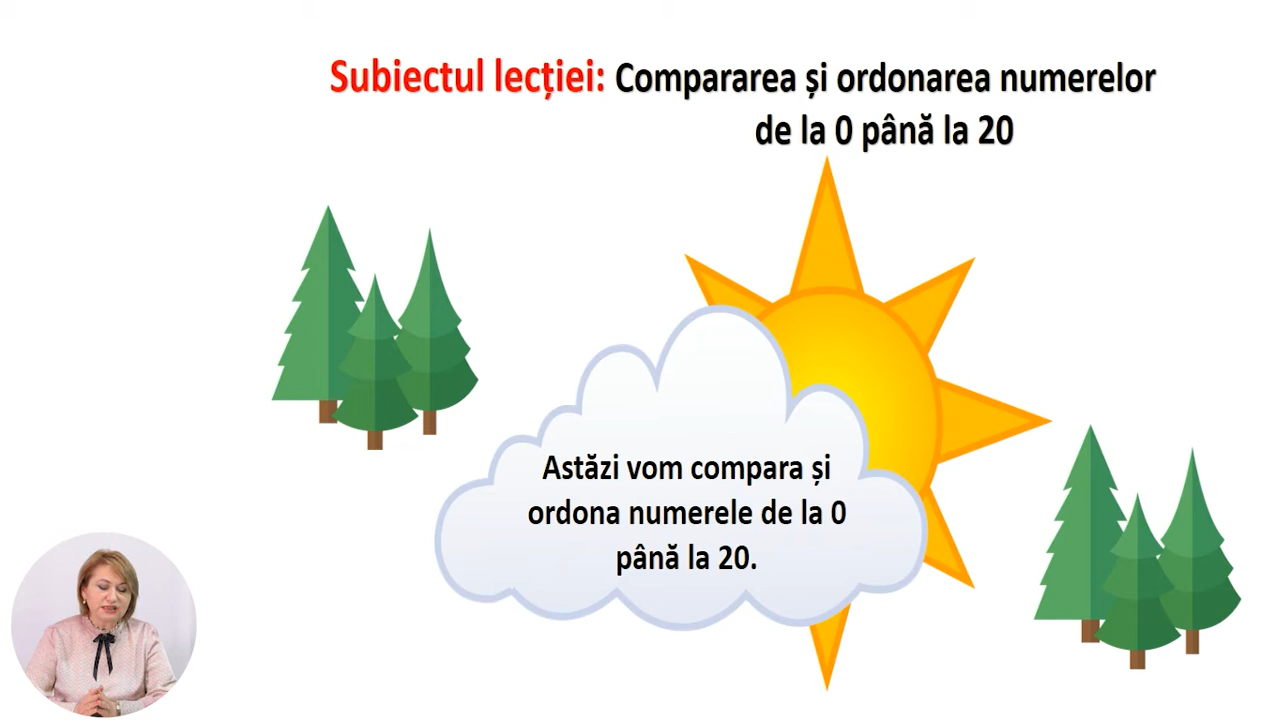 Subiectul lecției: Compararea și ordonarea numerelor
de la 0 până la 20
Astăzi vom compara și
ordona numerele de la 0
până la 20.